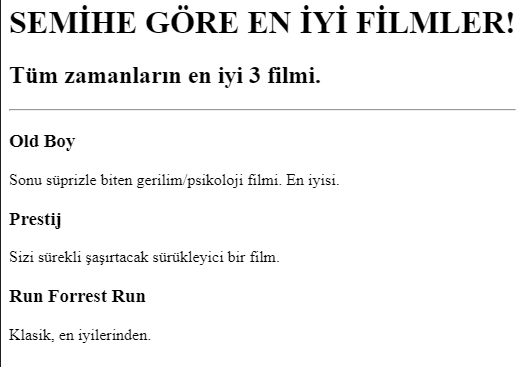 SEMİHE GÖRE EN İYİ FİLMLER!
Tüm zamanların en iyi 3 filmi.
Old Boy
Sonu süprizle biten gerilim/psikoloji filmi. En iyisi.
Prestij
Sizi sürekli şaşırtacak sürükleyici bir film.
Run Forrest Run
Klasik, en iyilerinden.